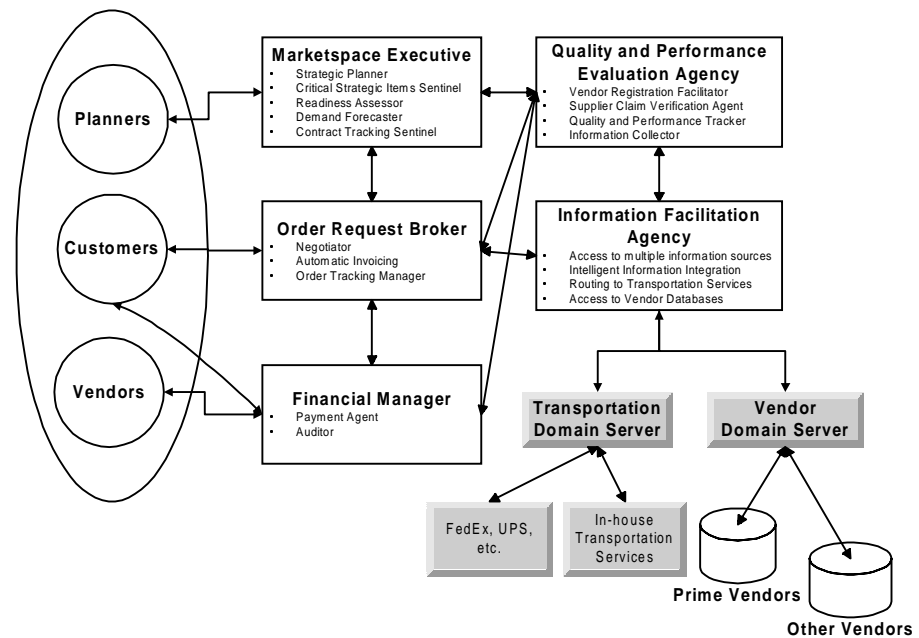 Planners
Customers
Vendors
Marketspace Executive
▪ Strategic Planner
▪ Critical Strategic Items Sentinel
▪ Readiness Assessor
▪ Demand Forecaster
▪ Contract Tracking Sentinel
Order Request Broker
▪ Negotiator
▪ Automatic Invoicing
▪ Order Tracking Manager
Financial Manager
▪ Payment Agent
▪ Auditor
Quality and Performance
Evaluation Agency
▪ Vendor Registration Facilitator
▪ Supplier Claim Verification Agent
▪ Quality and Performance Tracker
▪ Information Collector
Information Facilitation
Agency
▪ Access to multiple information sources
▪ Intelligent Information Integration
▪ Routing to Transportation Services
▪ Access to Vendor Databases
Transportation
Domain Server
Vendor
Domain Server
FedEx, UPS,
etc.
In-house
Transportation
Services
Prime Vendors
Other Vendors